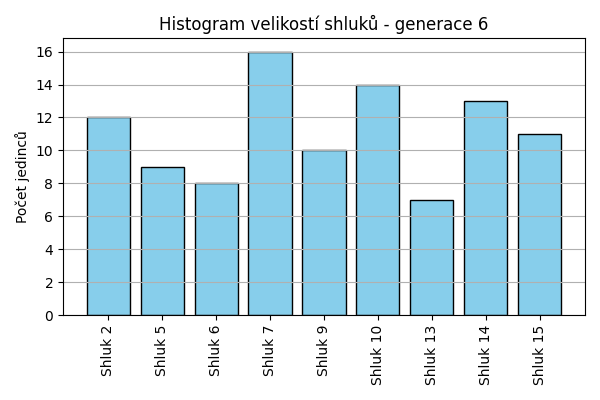 Histogram velikostí shluků - generace 6
Počet jedinců
16
14
12
10
8
6
4
2
0
Shluk 2
Shluk 5
Shluk 6
Shluk 7
Shluk 9
Shluk 10
Shluk 13
Shluk 14
Shluk 15